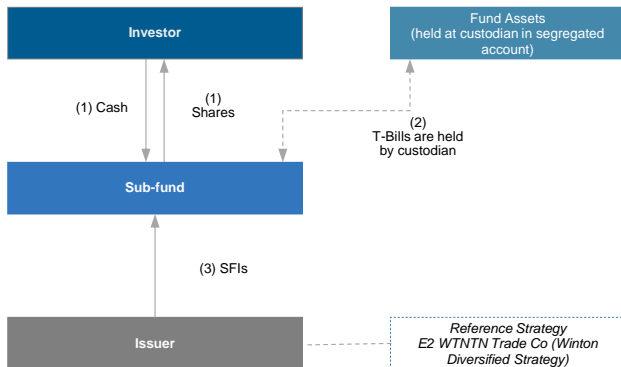 Investor
Fund Assets
(held at custodian in segregated
account)
(1) Cash
(1)
Shares
(2)
T-Bills are held
by custodian
Sub-fund
(3) SFIs
Issuer
Reference Strategy
E2 WTNTN Trade Co (Winton
Diversified Strategy)